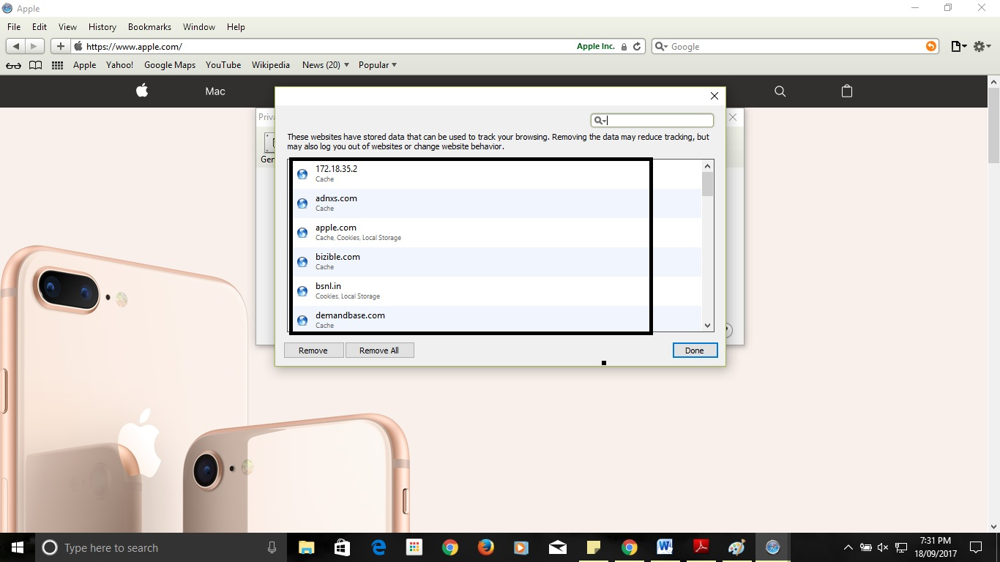 Apple
File Edit View History Bookmarks Window Help
https://www.apple.com/ Apple Inc. Google
Apple Yahoo! Google Maps YouTube Wikipedia News (20) Popular
Mac
These websites have stored data that can be used to track your browsing. Removing the data may reduce tracking, but
may also log you out of websites or change website behavior.
172.18.35.2
Cache
adnxs.com
Cache
apple.com
Cache, Cookies, Local Storage
bizible.com
Cache
bsnl.in
Cookies, Local Storage
demandbase.com
Cache
Remove Remove All Done
Type here to search
7:31 PM
18/09/2017